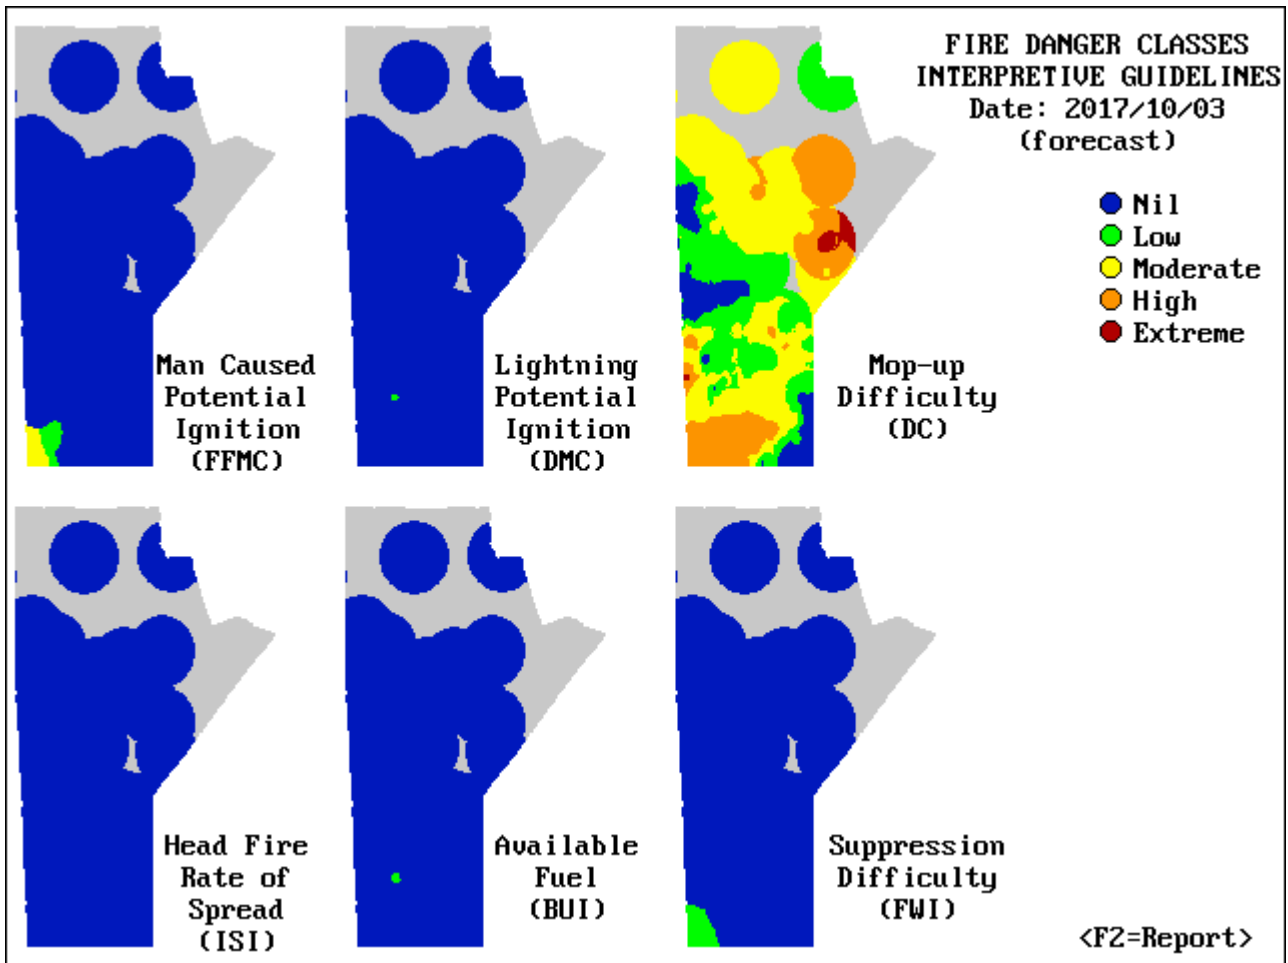 FIRE DANGER CLASSES
INTERPRETIVE GUIDELINES
Date: 2017/10/03
(forecast)
Nil
Low
Moderate
High
Extreme
Man Caused
Potential
Ignition
(FFMC)
Lightning
Potential
Ignition
(DMC)
Mop-up
Difficulty
(DC)
Head Fire
Rate of
Spread
(ISI)
Available
Fuel
(BUI)
Suppression
Difficulty
(FWI)
<F2=Report>